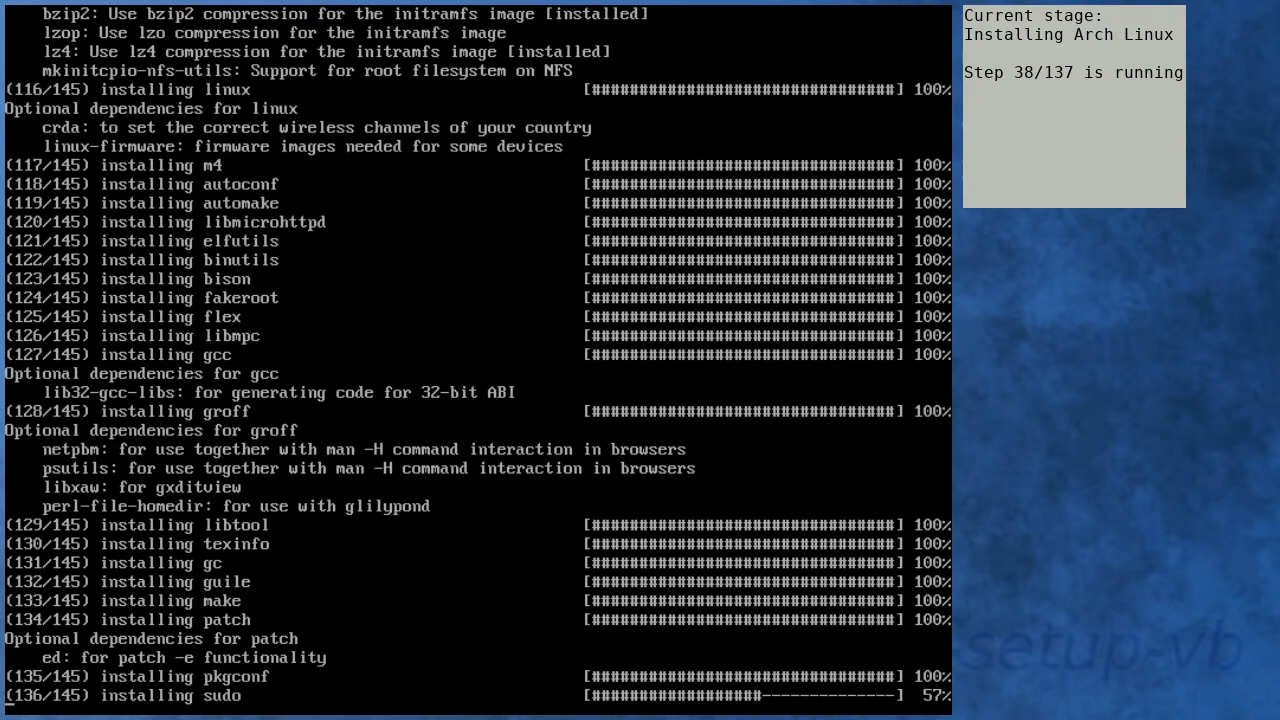 bzip2: Use bzip2 compression for the initramfs image [installed]
lzop: Use lzo compression for the initramfs image
lz4: Use lz4 compression for the initramfs image [installed]
mkinitcpio-nfs-utils: Support for root filesystem on NFS
(116/145) installing linux [################################] 100%
Optional dependencies for linux
crda: to set the correct wireless channels of your country
linux-firmware: firmware images needed for some devices
(117/145) installing m4 [################################] 100%
(118/145) installing autoconf [################################] 100%
(119/145) installing automake [################################] 100%
(120/145) installing libmicrohttpd [################################] 100%
(121/145) installing elfutils [################################] 100%
(122/145) installing binutils [################################] 100%
(123/145) installing bison [################################] 100%
(124/145) installing fakeroot [################################] 100%
(125/145) installing flex [################################] 100%
(126/145) installing libmpc [################################] 100%
(127/145) installing gcc [################################] 100%
Optional dependencies for gcc
lib32-gcc-libs: for generating code for 32-bit ABI
(128/145) installing groff [################################] 100%
Optional dependencies for groff
netpbm: for use together with man -H command interaction in browsers
psutils: for use together with man -H command interaction in browsers
libxaw: for gxditview
perl-file-homedir: for use with glilypond
(129/145) installing libtool [################################] 100%
(130/145) installing texinfo [################################] 100%
(131/145) installing gc [################################] 100%
(132/145) installing guile [################################] 100%
(133/145) installing make [################################] 100%
(134/145) installing patch [################################] 100%
Optional dependencies for patch
ed: for patch -e functionality
(135/145) installing pkgconf [################################] 100%
(136/145) installing sudo [##################--------------] 57%
Current stage:
Installing Arch Linux
Step 38/137 is running
setup-vb